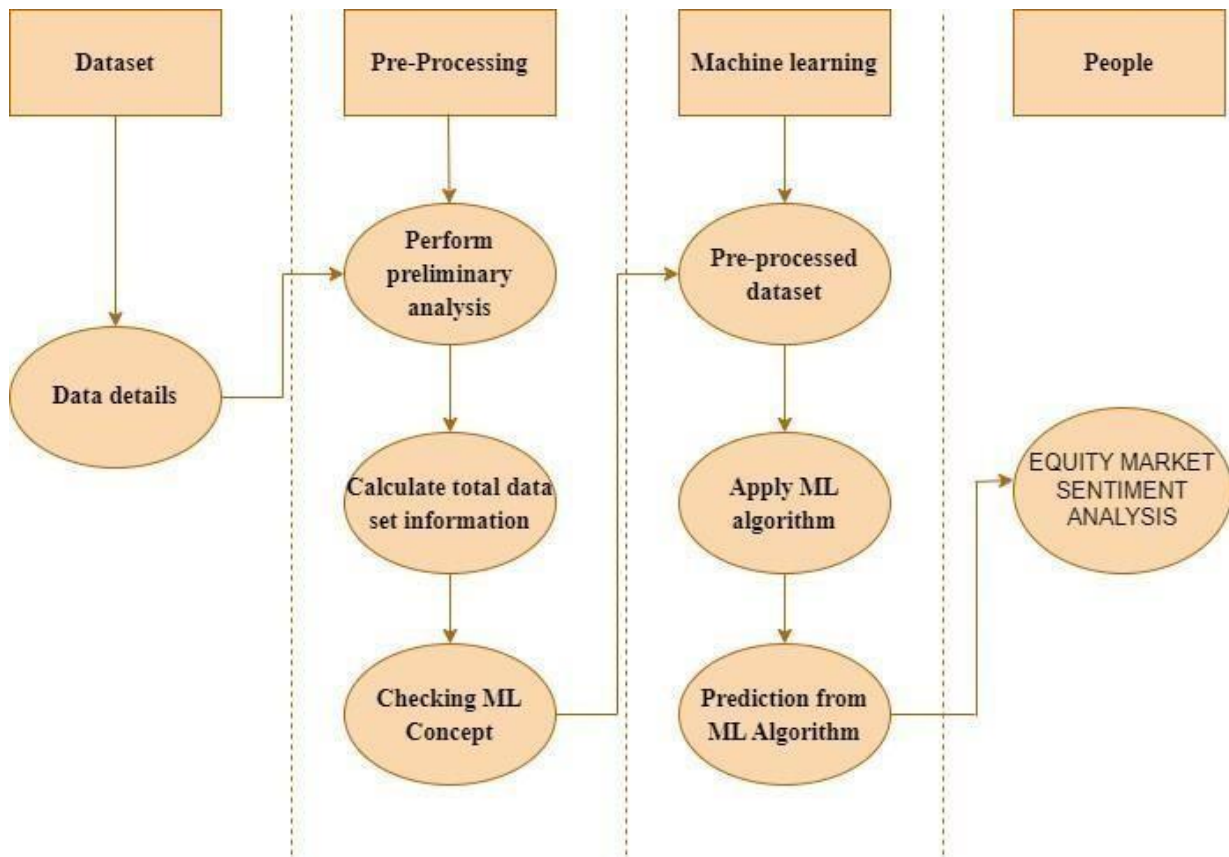 Dataset
Pre-Processing
Machine learning
People
Perform
preliminary
analysis
Pre-processed
dataset
Data details
Calculate total data
set information
Apply ML
algorithm
EQUITY MARKET
SENTIMENT
ANALYSIS
Checking ML
Concept
Prediction from
ML Algorithm